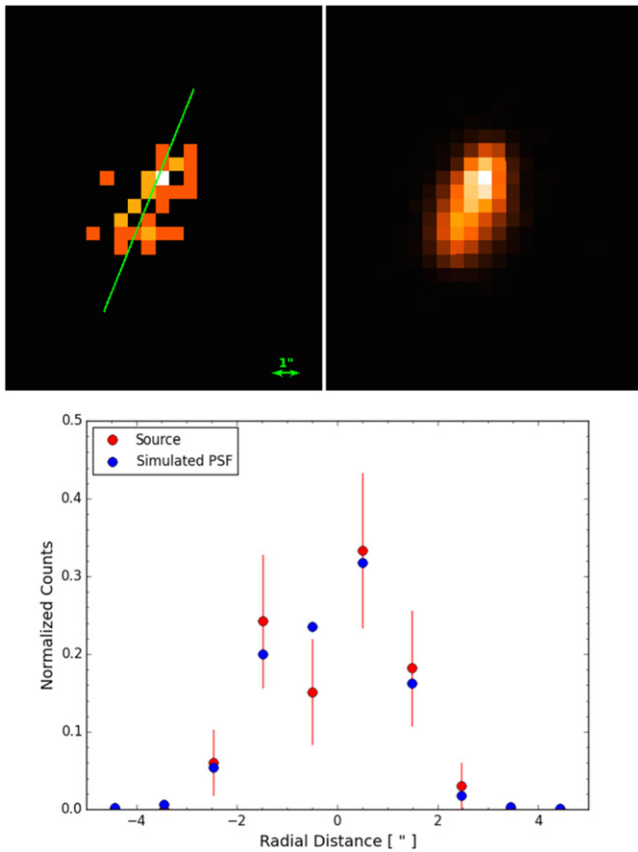 1"
0.5
Source
Simulated PSF
0.4
0.3
0.2
0.1
0.0
Normalized Counts
−4 −2 0 2 4
Radial Distance [ " ]